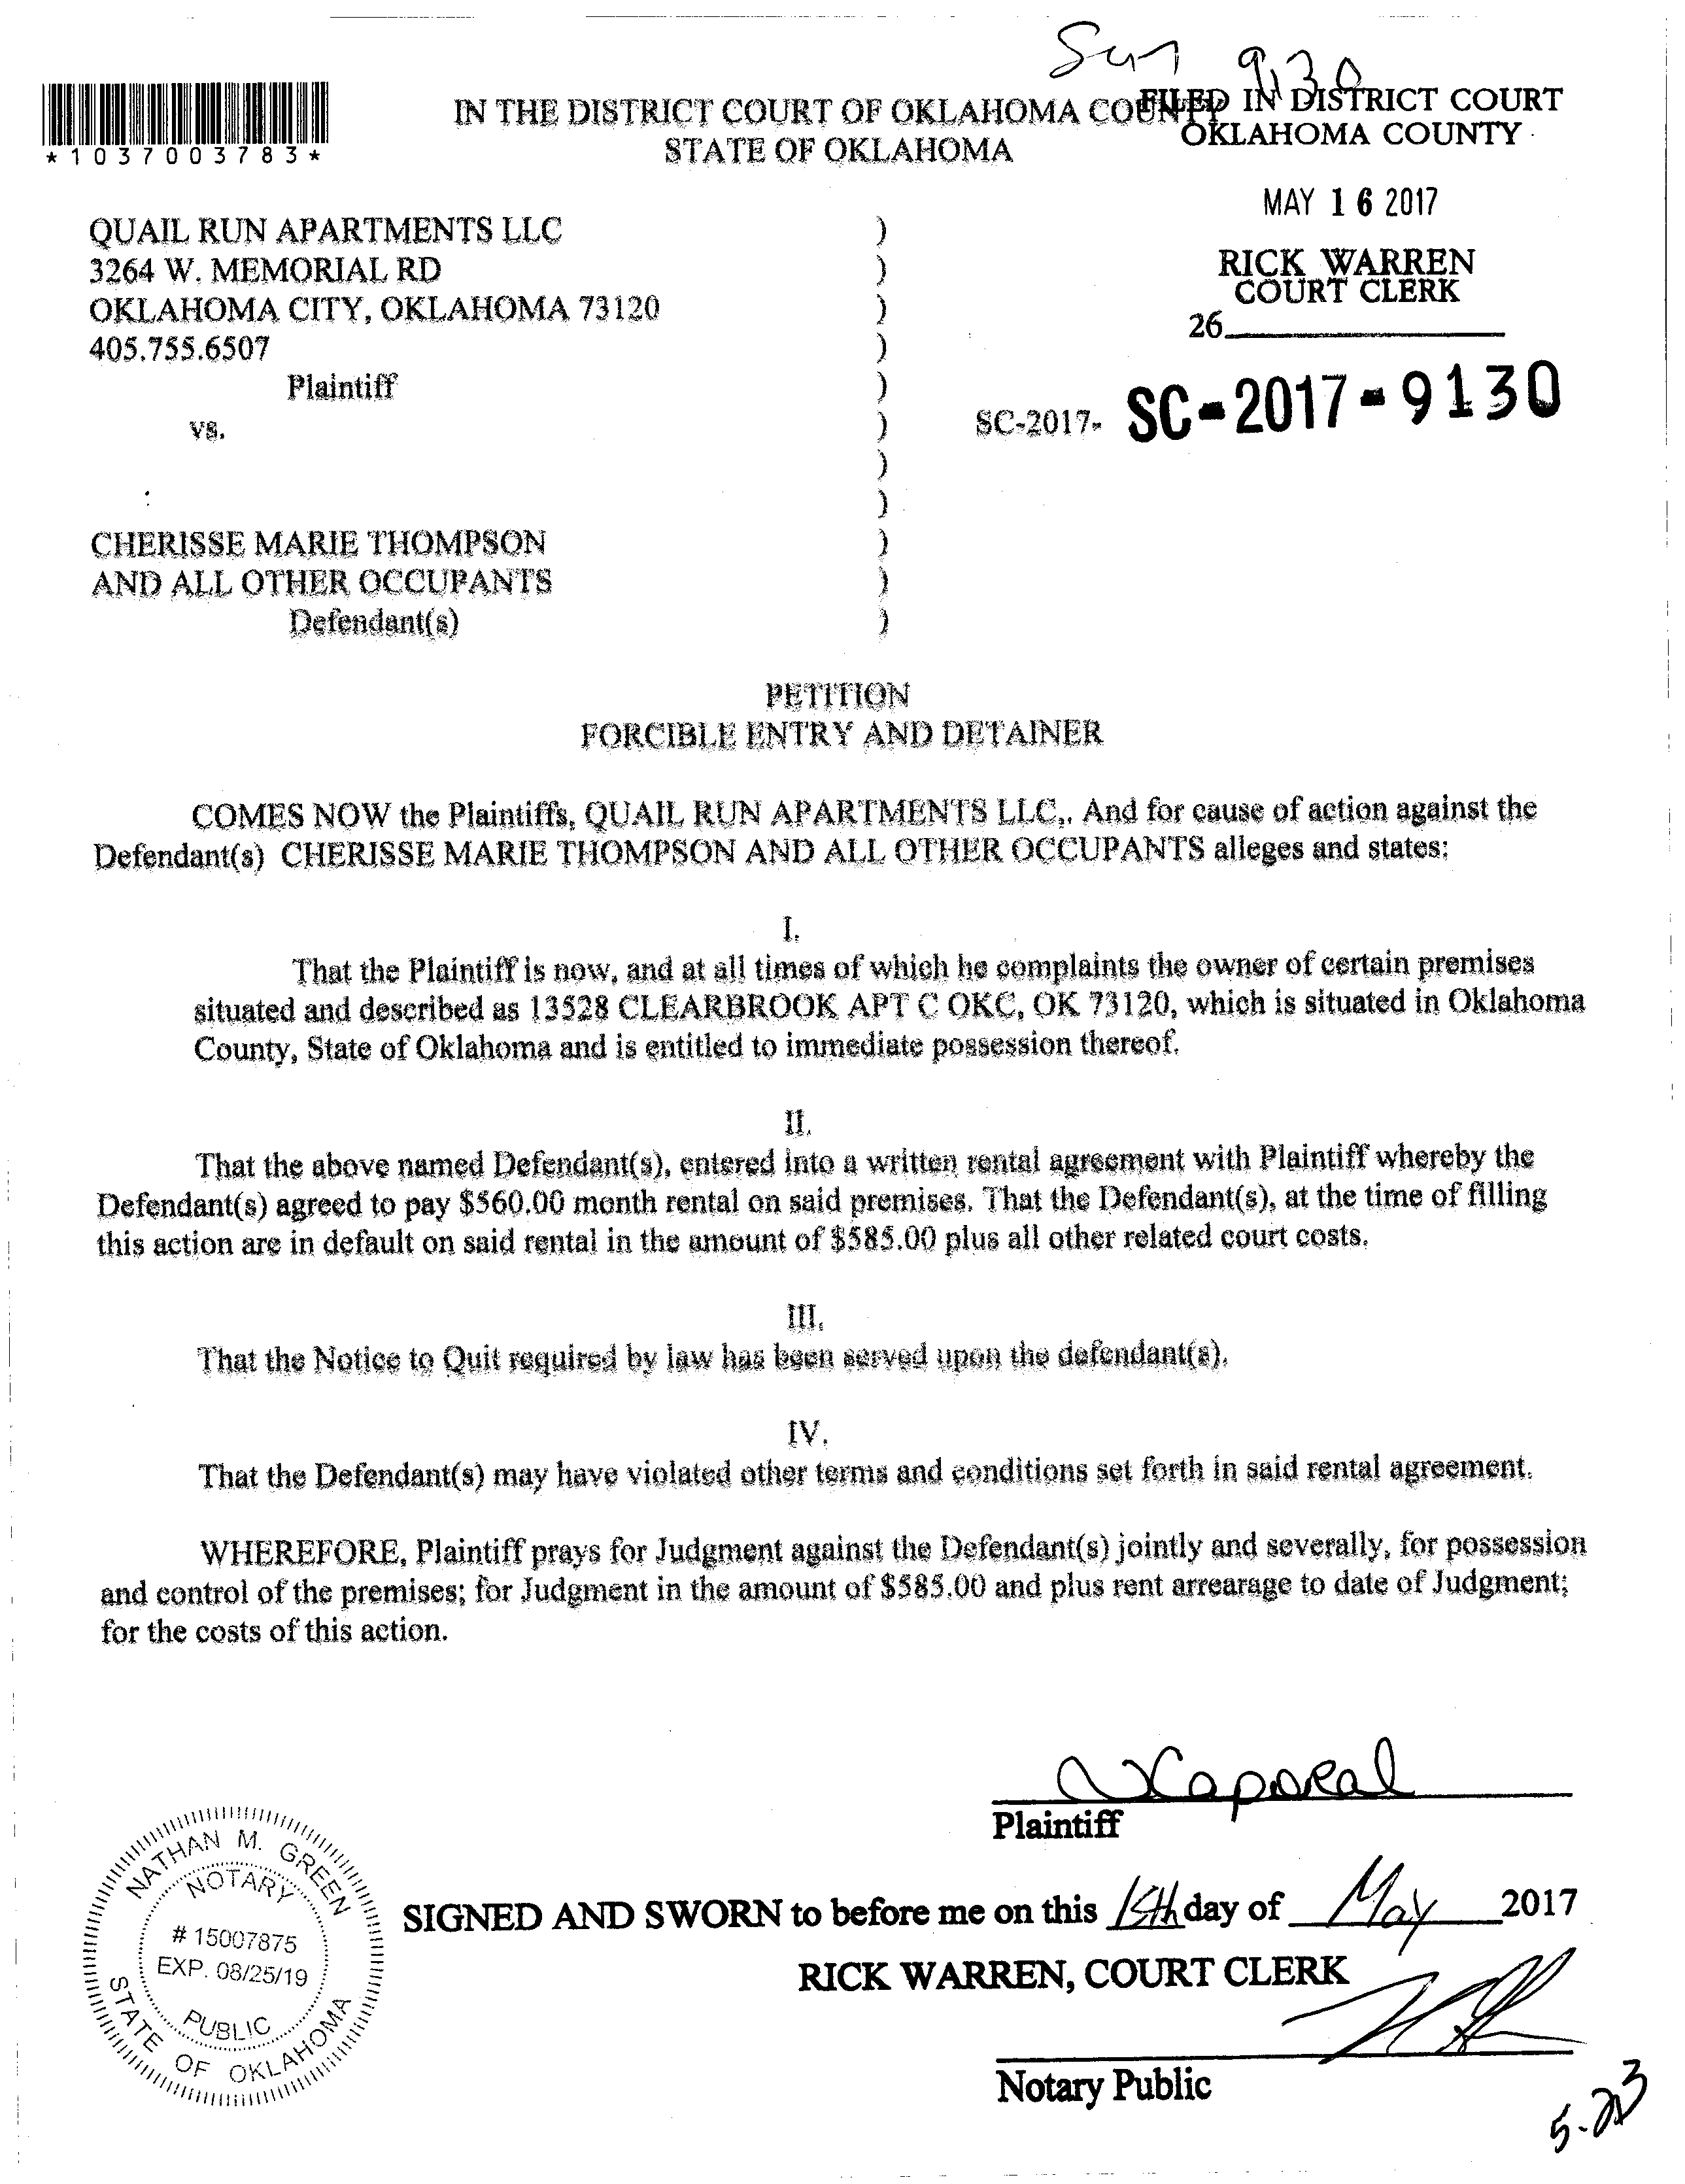 9130
IN THE DISTRICT COURT OF OKLAHOMA COUNTY
STATE OF OKLAHOMA
FILED IN DISTRICT COURT
OKLAHOMA COUNTY
*1037003783*
MAY 16 2017
RICK WARREN
COURT CLERK
26
QUAIL RUN APARTMENTS LLC )
3264 W. MEMORIAL RD )
OKLAHOMA CITY, OKLAHOMA 73120 )
405.755.6507 )
Plaintiff )
vs. ) SC-2017- SC-2017-9130
)
)
CHERISSE MARIE THOMPSON )
AND ALL OTHER OCCUPANTS )
Defendant(s) )
PETITION
FORCIBLE ENTRY AND DETAINER
COMES NOW the Plaintiffs, QUAIL RUN APARTMENTS LLC,. And for cause of action against the
Defendant(s) CHERISSE MARIE THOMPSON AND ALL OTHER OCCUPANTS alleges and states:
I.
That the Plaintiff is now, and at all times of which he complaints the owner of certain premises
situated and described as 13528 CLEARBROOK APT C OKC, OK 73120, which is situated in Oklahoma
County, State of Oklahoma and is entitled to immediate possession thereof.
II.
That the above named Defendant(s), entered into a written rental agreement with Plaintiff whereby the
Defendant(s) agreed to pay $560.00 month rental on said premises. That the Defendant(s), at the time of filling
this action are in default on said rental in the amount of $585.00 plus all other related court costs.
III.
That the Notice to Quit required by law has been served upon the defendant(s).
IV.
That the Defendant(s) may have violated other terms and conditions set forth in said rental agreement.
WHEREFORE, Plaintiff prays for Judgment against the Defendant(s) jointly and severally, for possession
and control of the premises; for Judgment in the amount of $585.00 and plus rent arrearage to date of Judgment;
for the costs of this action.
Plaintiff
SIGNED AND SWORN to before me on this 15th day of May 2017
RICK WARREN, COURT CLERK
Notary Public
NATHAN M. GREEN
NOTARY
# 15007875
EXP. 08/25/19
PUBLIC
STATE OF OKLAHOMA
5-23